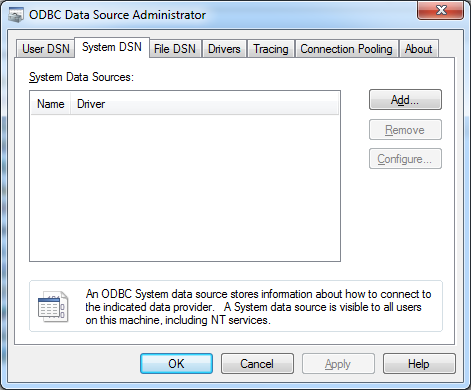 ODBC Data Source Administrator
User DSN System DSN File DSN Drivers Tracing Connection Pooling About
System Data Sources:
Name Driver
Add...
Remove
Configure...
An ODBC System data source stores information about how to connect to
the indicated data provider. A System data source is visible to all users
on this machine, including NT services.
OK Cancel Apply Help